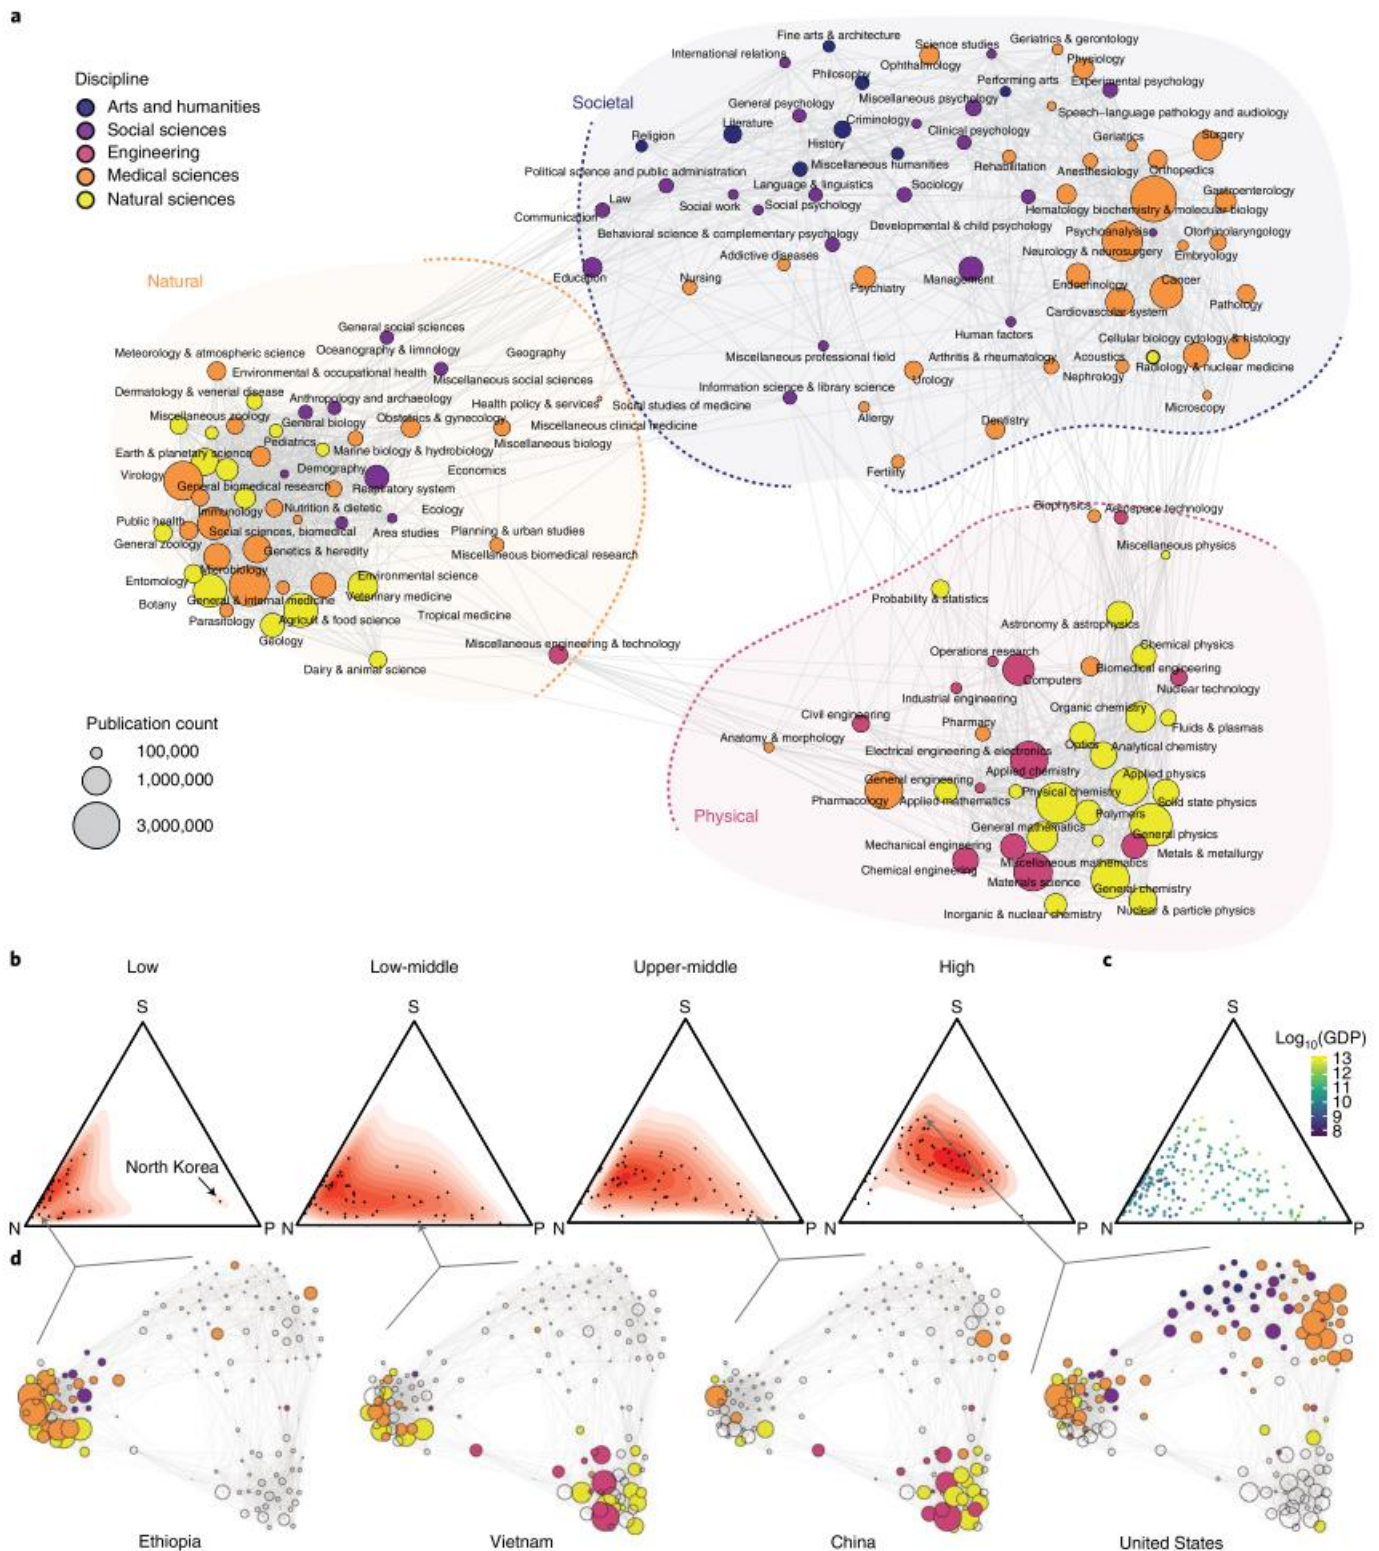 a
Discipline
Arts and humanities
Social sciences
Engineering
Medical sciences
Natural sciences
Societal
Fine arts & architecture
International relations
Science studies
Geriatrics & gerontology
Ophthalmology
Physiology
Philosophy
Performing arts
Experimental psychology
General psychology
Miscellaneous psychology
Speech–language pathology and audiology
Literature
Criminology
Clinical psychology
Geriatrics
Surgery
Religion
History
Miscellaneous humanities
Rehabilitation
Anesthesiology
Orthopedics
Political science and public administration
Language & linguistics
Sociology
Gastroenterology
Law
Social work
Social psychology
Hematology biochemistry & molecular biology
Communication
Behavioral science & complementary psychology
Developmental & child psychology
Psychoanalysis
Otorhinolaryngology
Addictive diseases
Neurology & neurosurgery
Embryology
Education
Nursing
Psychiatry
Management
Endocrinology
Cancer
Cardiovascular system
Pathology
Human factors
Miscellaneous professional field
Arthritis & rheumatology
Acoustics
Cellular biology cytology & histology
Radiology & nuclear medicine
Urology
Nephrology
Information science & library science
Allergy
Microscopy
Dentistry
Fertility
Natural
General social sciences
Meteorology & atmospheric science
Oceanography & limnology
Geography
Environmental & occupational health
Miscellaneous social sciences
Dermatology & venerial disease
Anthropology and archaeology
Health policy & services
Social studies of medicine
Miscellaneous zoology
General biology
Obstetrics & gynecology
Miscellaneous clinical medicine
Pediatrics
Miscellaneous biology
Earth & planetary science
Marine biology & hydrobiology
Virology
Demography
Economics
General biomedical research
Respiratory system
Immunology
Nutrition & dietetic
Ecology
Public health
Social sciences, biomedical
Area studies
Planning & urban studies
General zoology
Genetics & heredity
Miscellaneous biomedical research
Microbiology
Entomology
Environmental science
Botany
General & internal medicine
Veterinary medicine
Parasitology
Agricult & food science
Tropical medicine
Geology
Miscellaneous engineering & technology
Dairy & animal science
Publication count
100,000
1,000,000
3,000,000
Biophysics
Aerospace technology
Miscellaneous physics
Probability & statistics
Astronomy & astrophysics
Operations research
Chemical physics
Computers
Biomedical engineering
Industrial engineering
Nuclear technology
Civil engineering
Organic chemistry
Pharmacy
Fluids & plasmas
Anatomy & morphology
Electrical engineering & electronics
Optics
Analytical chemistry
Applied chemistry
Applied physics
General engineering
Pharmacology
Applied mathematics
Physical chemistry
Solid state physics
Polymers
Physical
General mathematics
General physics
Mechanical engineering
Metals & metallurgy
Chemical engineering
Miscellaneous mathematics
Materials science
General chemistry
Inorganic & nuclear chemistry
Nuclear & particle physics
b
Low
Low-middle
Upper-middle
High
c
S
S
S
S
S
Log10(GDP)
13
12
11
10
9
8
North Korea
N
P
N
P
N
P
N
P
N
P
d
Ethiopia
Vietnam
China
United States